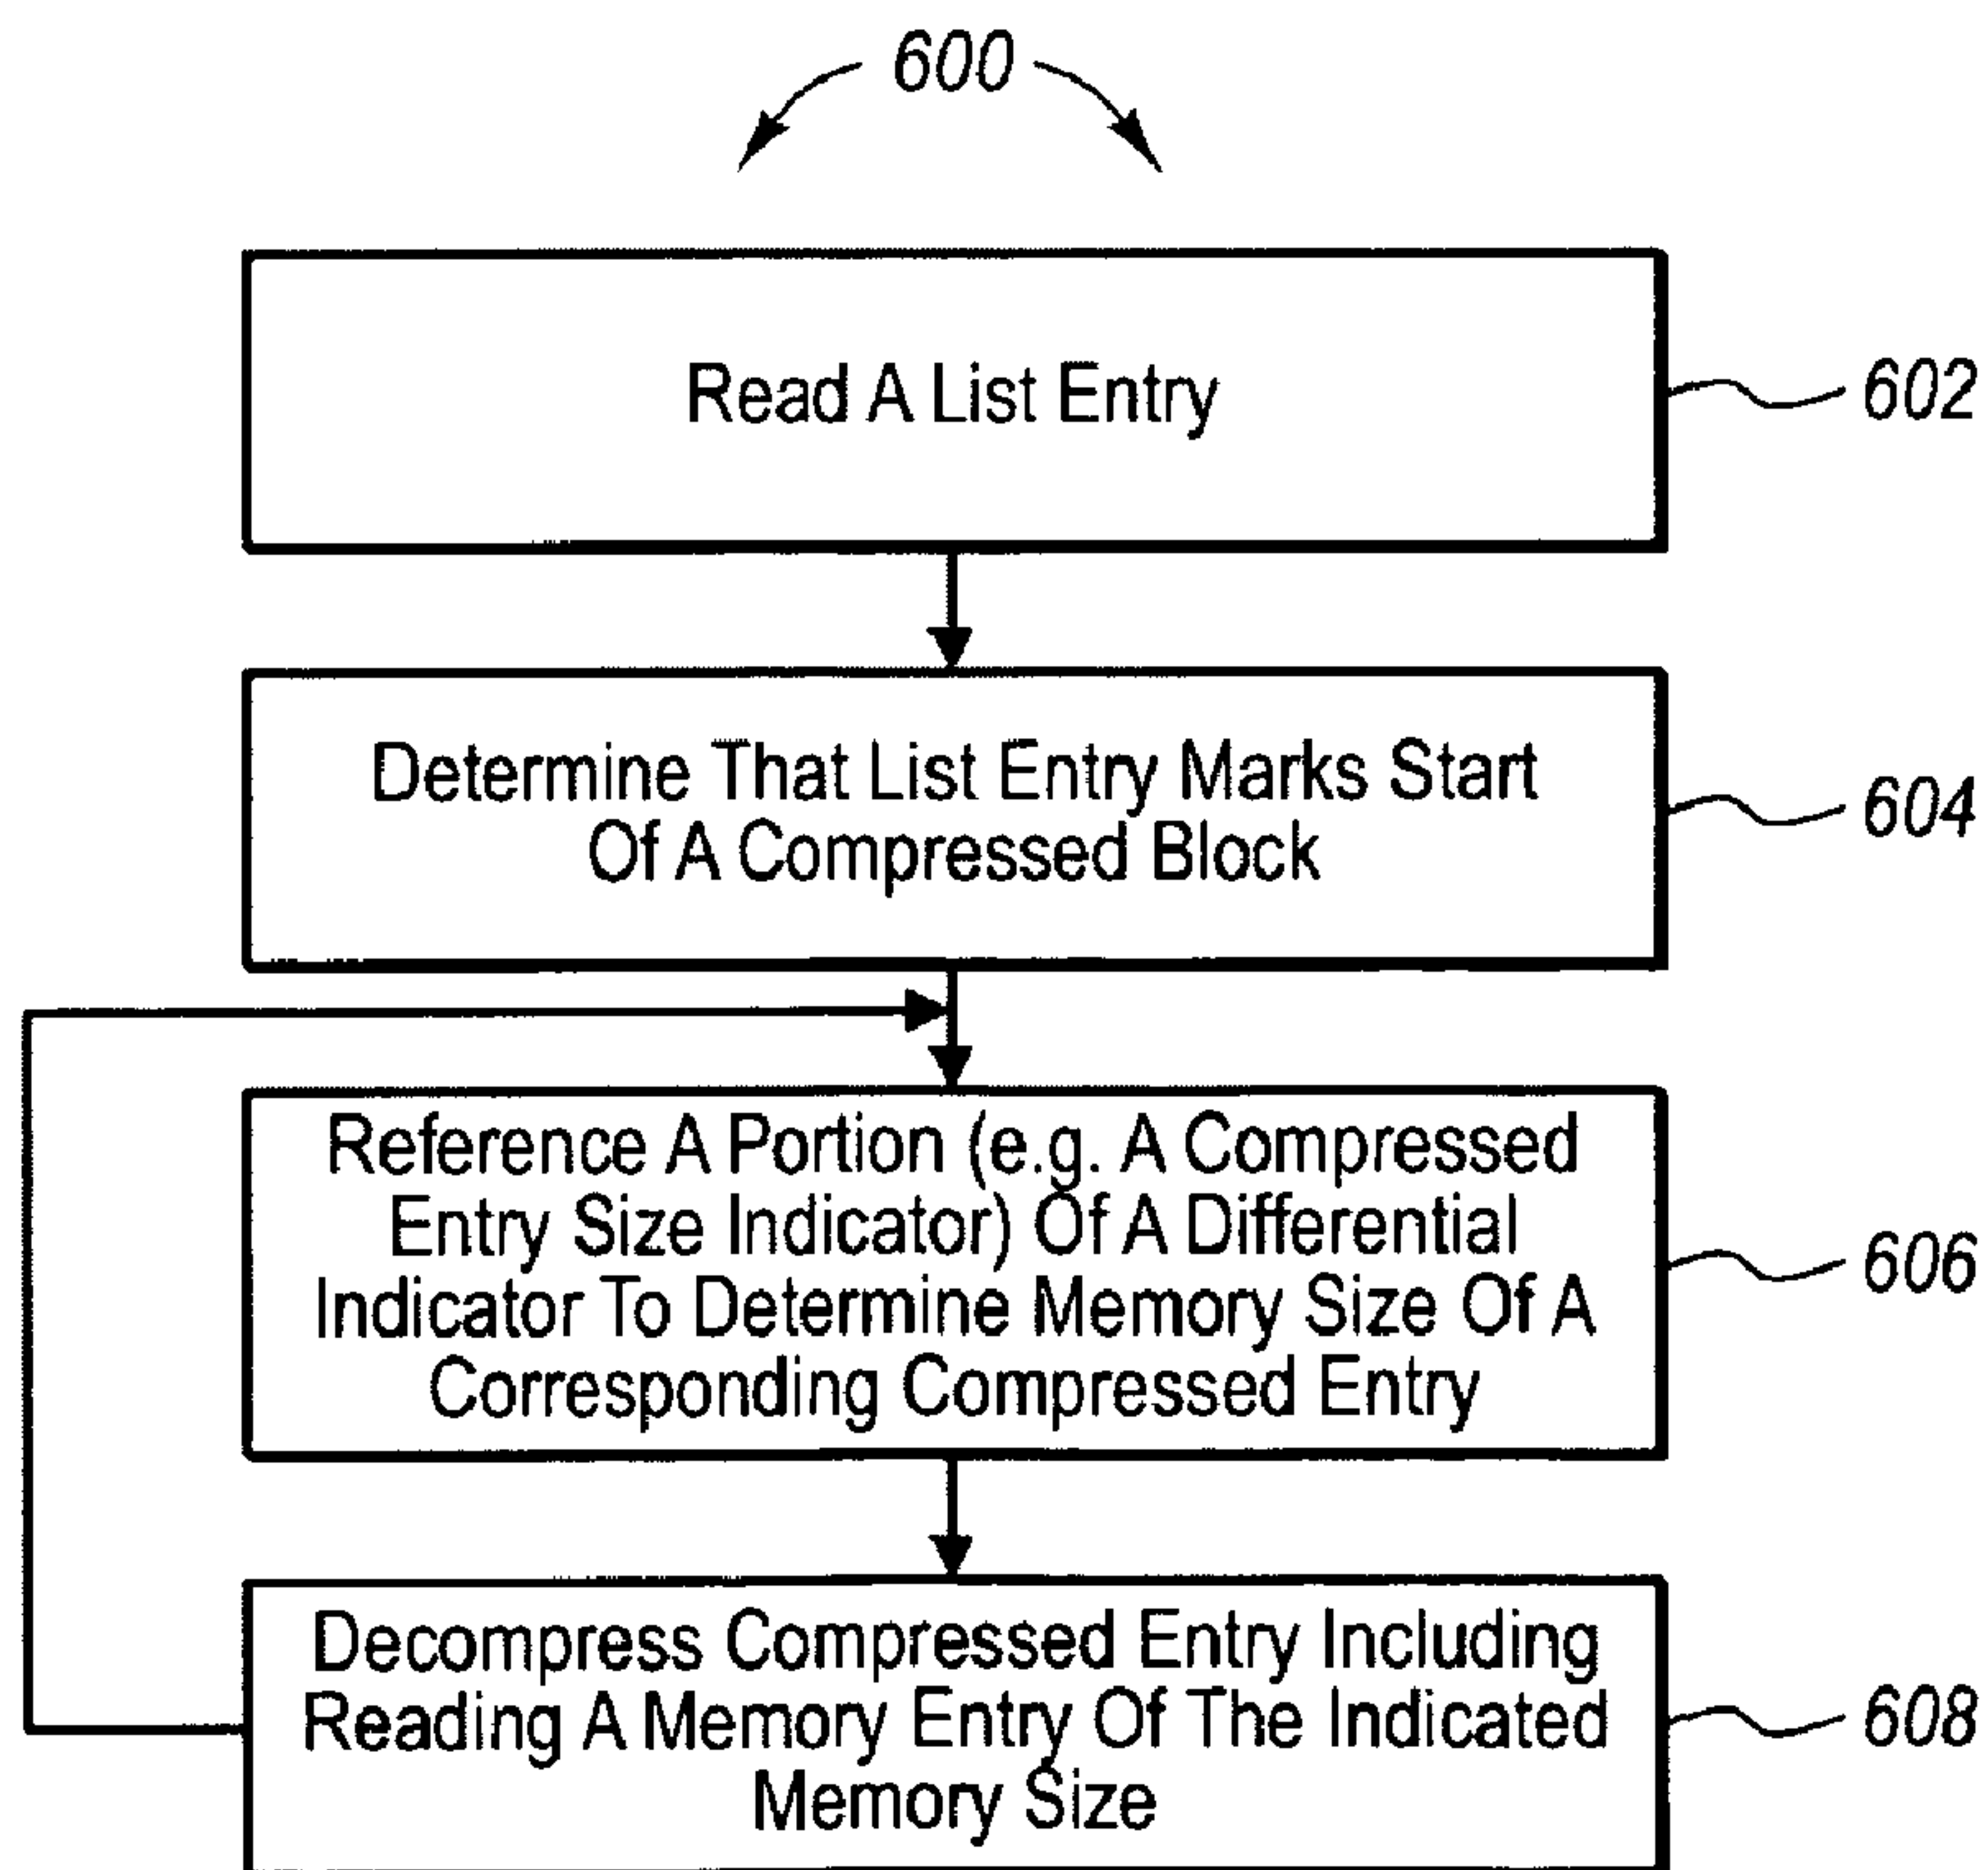 600
Read A List Entry
602
Determine That List Entry Marks Start
Of A Compressed Block
604
Reference A Portion (e.g. A Compressed
Entry Size Indicator) Of A Differential
Indicator To Determine Memory Size Of A
Corresponding Compressed Entry
606
Decompress Compressed Entry Including
Reading A Memory Entry Of The Indicated
Memory Size
608